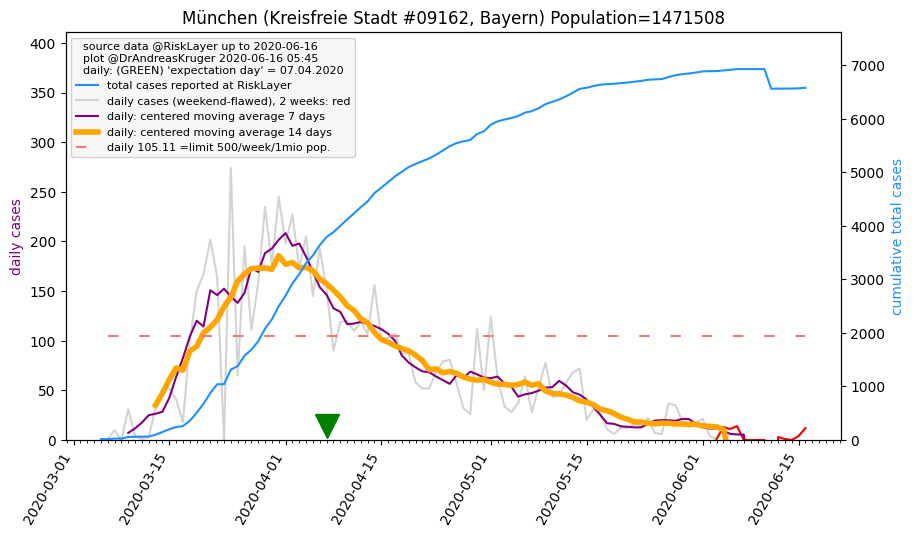 München (Kreisfreie Stadt #09162, Bayern) Population=1471508
source data @RiskLayer up to 2020-06-16
plot @DrAndreasKruger 2020-06-16 05:45
daily: (GREEN) 'expectation day' = 07.04.2020
total cases reported at RiskLayer
daily cases (weekend-flawed), 2 weeks: red
daily: centered moving average 7 days
daily: centered moving average 14 days
daily 105.11 =limit 500/week/1mio pop.
daily cases
400
350
300
250
200
150
100
50
0
cumulative total cases
7000
6000
5000
4000
3000
2000
1000
0
2020-03-01
2020-03-15
2020-04-01
2020-04-15
2020-05-01
2020-05-15
2020-06-01
2020-06-15